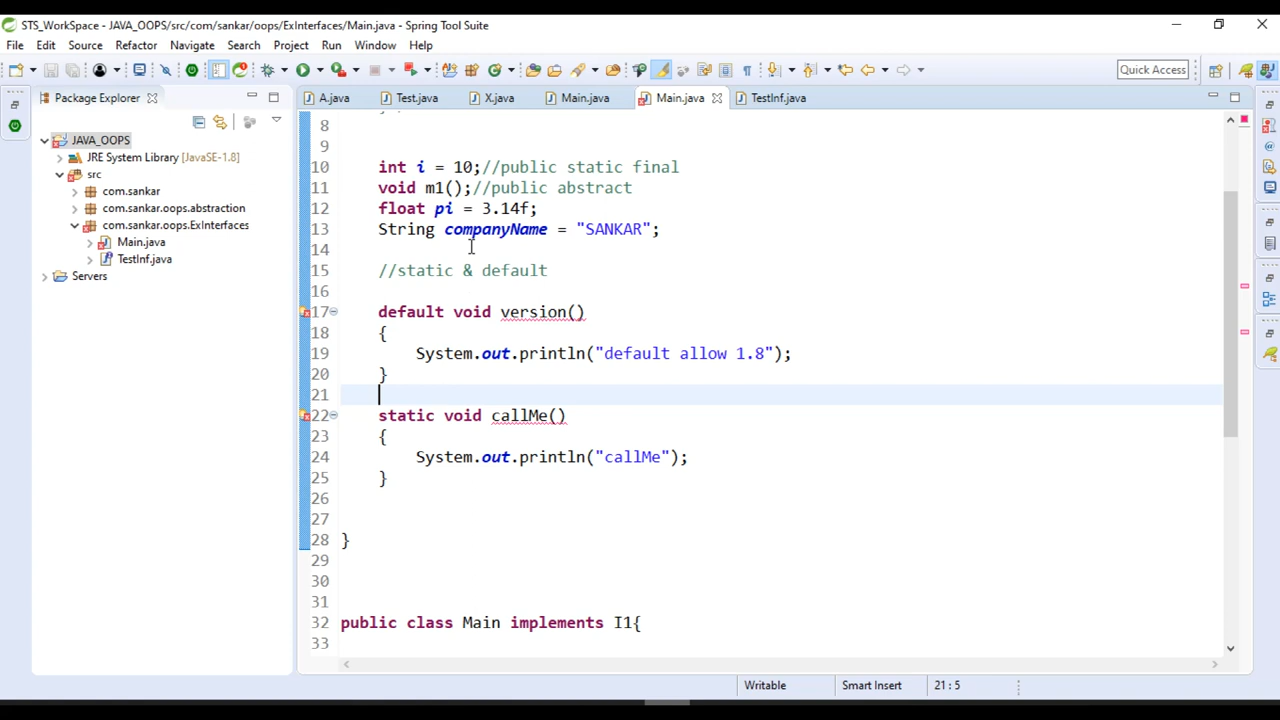 STS_WorkSpace - JAVA_OOPS/src/com/sankar/oops/ExInterfaces/Main.java - Spring Tool Suite
File Edit Source Refactor Navigate Search Project Run Window Help
Quick Access
Package Explorer
A.java Test.java X.java Main.java Main.java TestInf.java
JAVA_OOPS
JRE System Library [JavaSE-1.8]
src
com.sankar
com.sankar.oops.abstraction
com.sankar.oops.ExInterfaces
Main.java
TestInf.java
Servers
8
9
10 int i = 10;//public static final
11 void m1();//public abstract
12 float pi = 3.14f;
13 String companyName = "SANKAR";
14
15 //static & default
16
17 default void version()
18 {
19 System.out.println("default allow 1.8");
20 }
21
22 static void callMe()
23 {
24 System.out.println("callMe");
25 }
26
27
28 }
29
30
31
32 public class Main implements I1{
33
Writable Smart Insert 21 : 5